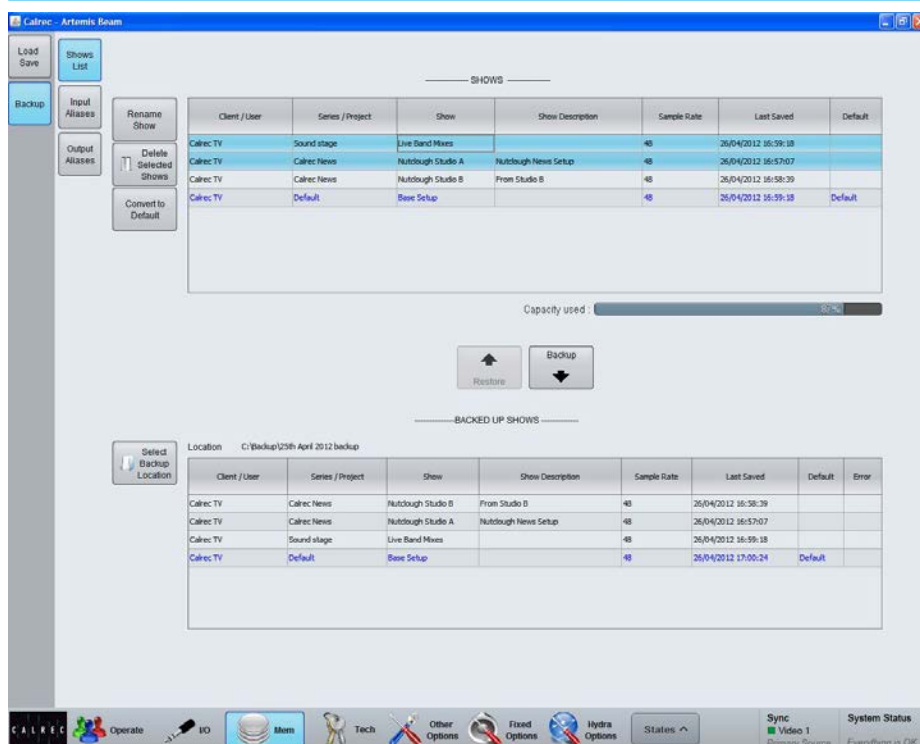 Calrec - Artemis Beam
Load Save
Shows List
Backup
Input Aliases
Output Aliases
SHOWS
Rename Show
Delete Selected Shows
Convert to Default
Client / User Series / Project Show Show Description Sample Rate Last Saved Default
Calrec TV Sound stage Live Band Mixes 48 26/04/2012 16:59:18
Calrec TV Calrec News Nutclough Studio A Nutclough News Setup 48 26/04/2012 16:57:07
Calrec TV Calrec News Nutclough Studio B From Studio B 48 26/04/2012 16:58:39
Calrec TV Default Base Setup 48 26/04/2012 16:59:18 Default
Capacity used : 87%
Restore
Backup
BACKED UP SHOWS
Select Backup Location
Location C:\Backup\25th April 2012 backup
Client / User Series / Project Show Show Description Sample Rate Last Saved Default Error
Calrec TV Calrec News Nutclough Studio B From Studio B 48 26/04/2012 16:58:39
Calrec TV Calrec News Nutclough Studio A Nutclough News Setup 48 26/04/2012 16:57:07
Calrec TV Sound stage Live Band Mixes 48 26/04/2012 16:59:18
Calrec TV Default Base Setup 48 26/04/2012 17:00:24 Default
CALREC Operate I/O Mem Tech Other Options Fixed Options Hydra Options States
Sync
Video 1
Primary Source
System Status
Everything is OK